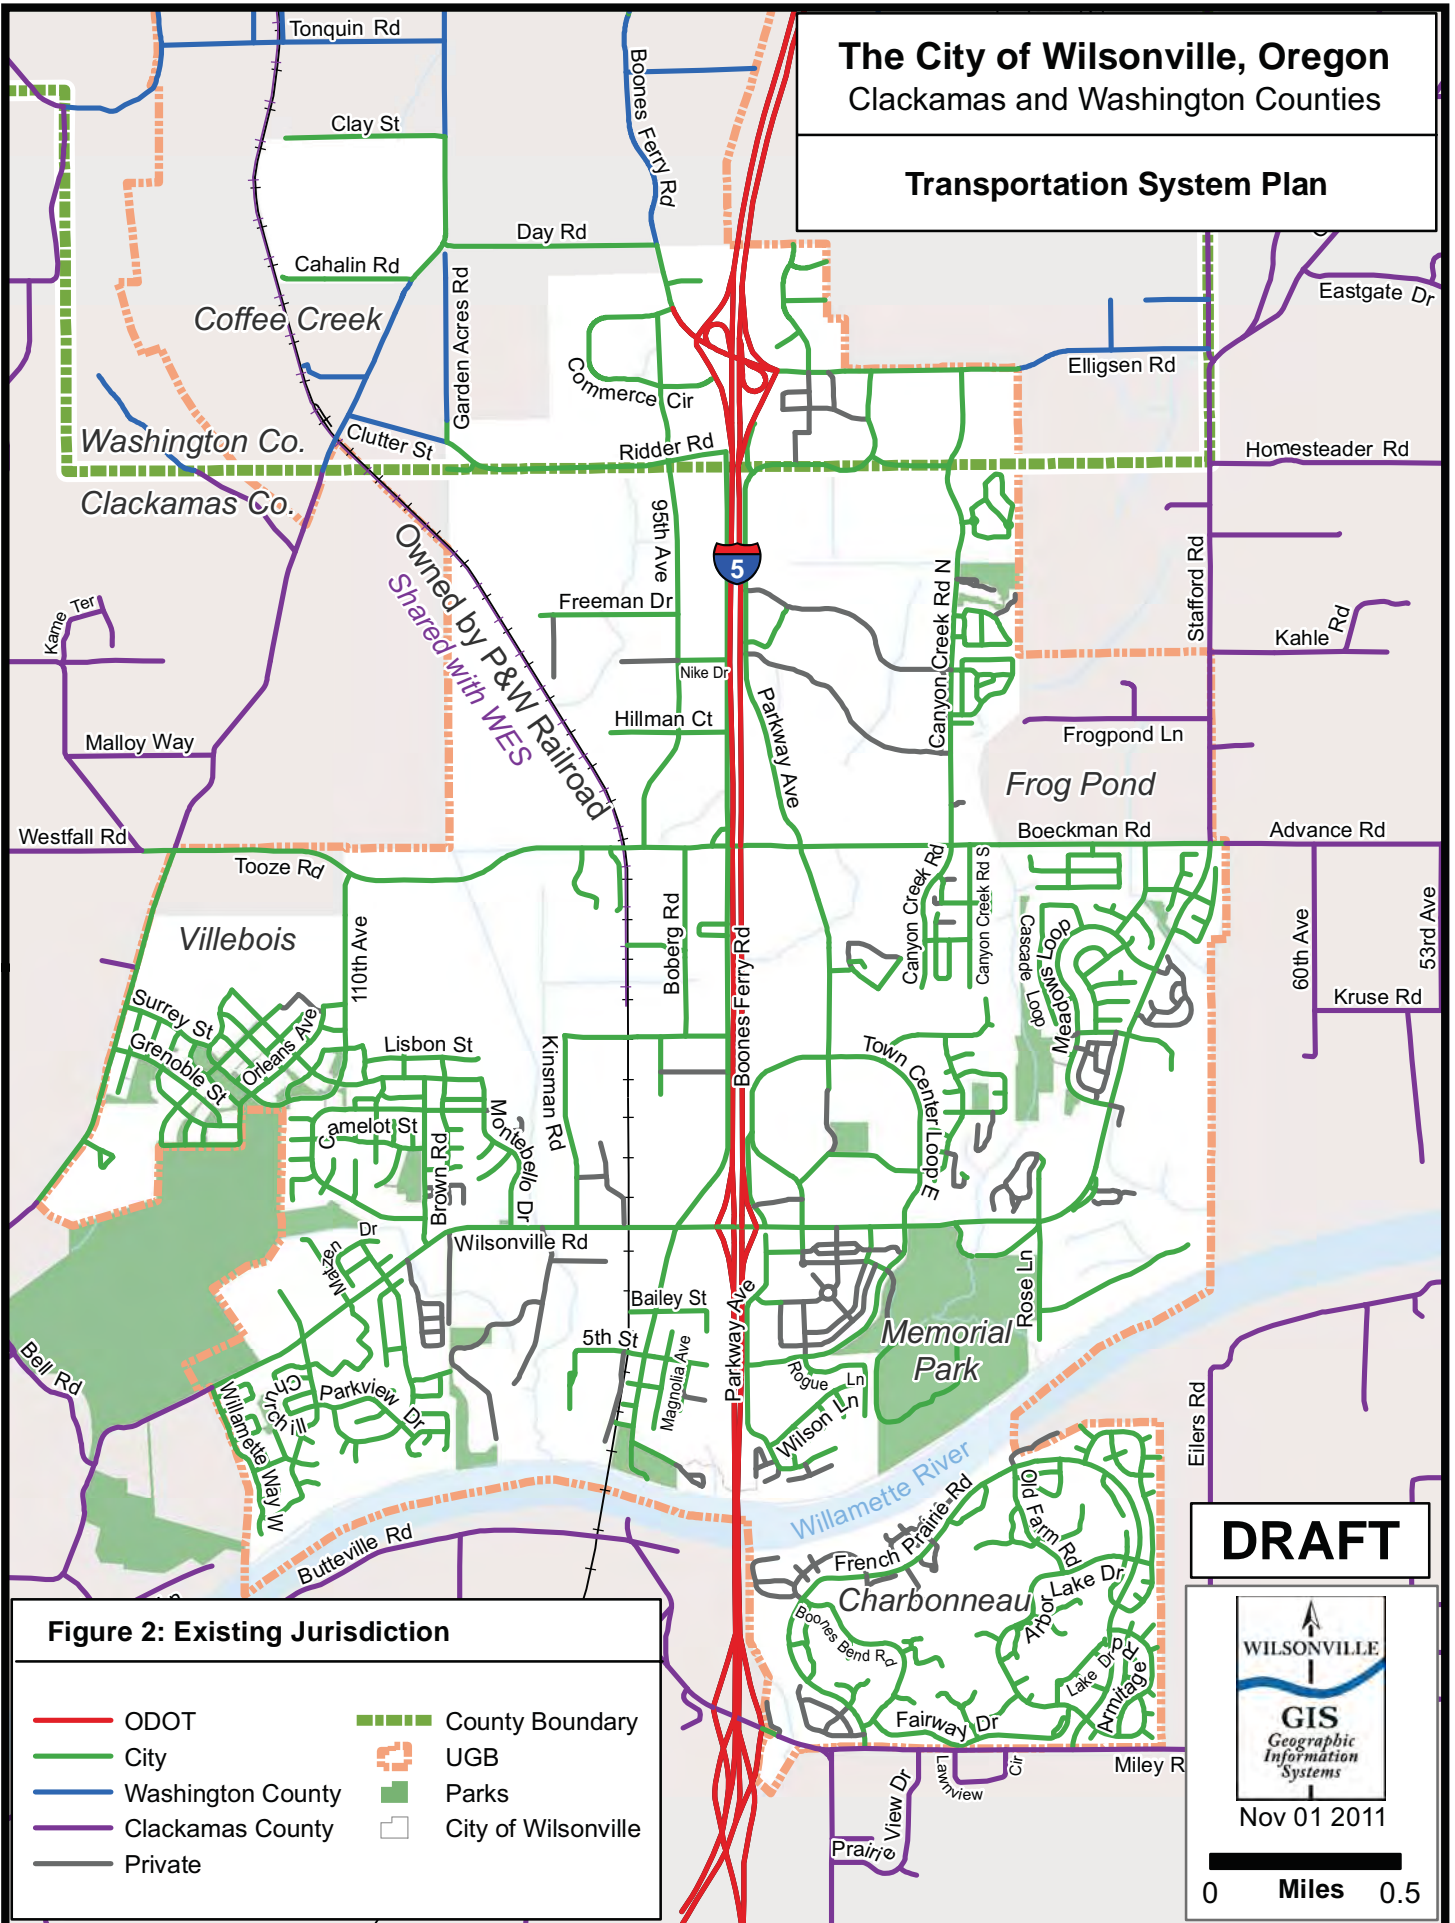 The City of Wilsonville, Oregon
Clackamas and Washington Counties
Transportation System Plan
Tonquin Rd
Boones Ferry Rd
Clay St
Day Rd
Cahalin Rd
Coffee Creek
Garden Acres Rd
Eastgate Dr
Elligsen Rd
Commerce Cir
Washington Co.
Clutter St
Ridder Rd
Homesteader Rd
Clackamas Co.
95th Ave
Owned by P&W Railroad
Shared with WES
5
Canyon Creek Rd N
Stafford Rd
Freeman Dr
Kame Ter
Kahle Rd
Nike Dr
Parkway Ave
Hillman Ct
Frogpond Ln
Malloy Way
Frog Pond
Westfall Rd
Boeckman Rd
Advance Rd
Tooze Rd
Canyon Creek Rd
Canyon Creek Rd S
Boberg Rd
110th Ave
Villebois
Cascade Loop
Meadows Loop
60th Ave
53rd Ave
Boones Ferry Rd
Kruse Rd
Surrey St
Grenoble St
Orleans Ave
Lisbon St
Kinsman Rd
Town Center Loop E
Camelot St
Montebello Dr
Brown Rd
Matzen Dr
Wilsonville Rd
Rose Ln
Bailey St
Parkway Ave
5th St
Magnolia Ave
Memorial
Park
Rogue Ln
Wilson Ln
Bell Rd
Churchill
Parkview Dr
Willamette Way W
Eilers Rd
Willamette River
Old Farm Rd
French Prairie Rd
Butteville Rd
DRAFT
Charbonneau
Arbor Lake Dr
Boones Bend Rd
Lake Dr
Armitage Rd
Fairway Dr
Miley R
Lawnview Cir
Prairie View Dr
Figure 2: Existing Jurisdiction
ODOT
City
Washington County
Clackamas County
Private
County Boundary
UGB
Parks
City of Wilsonville
WILSONVILLE
GIS
Geographic
Information
Systems
Nov 01 2011
0 Miles 0.5